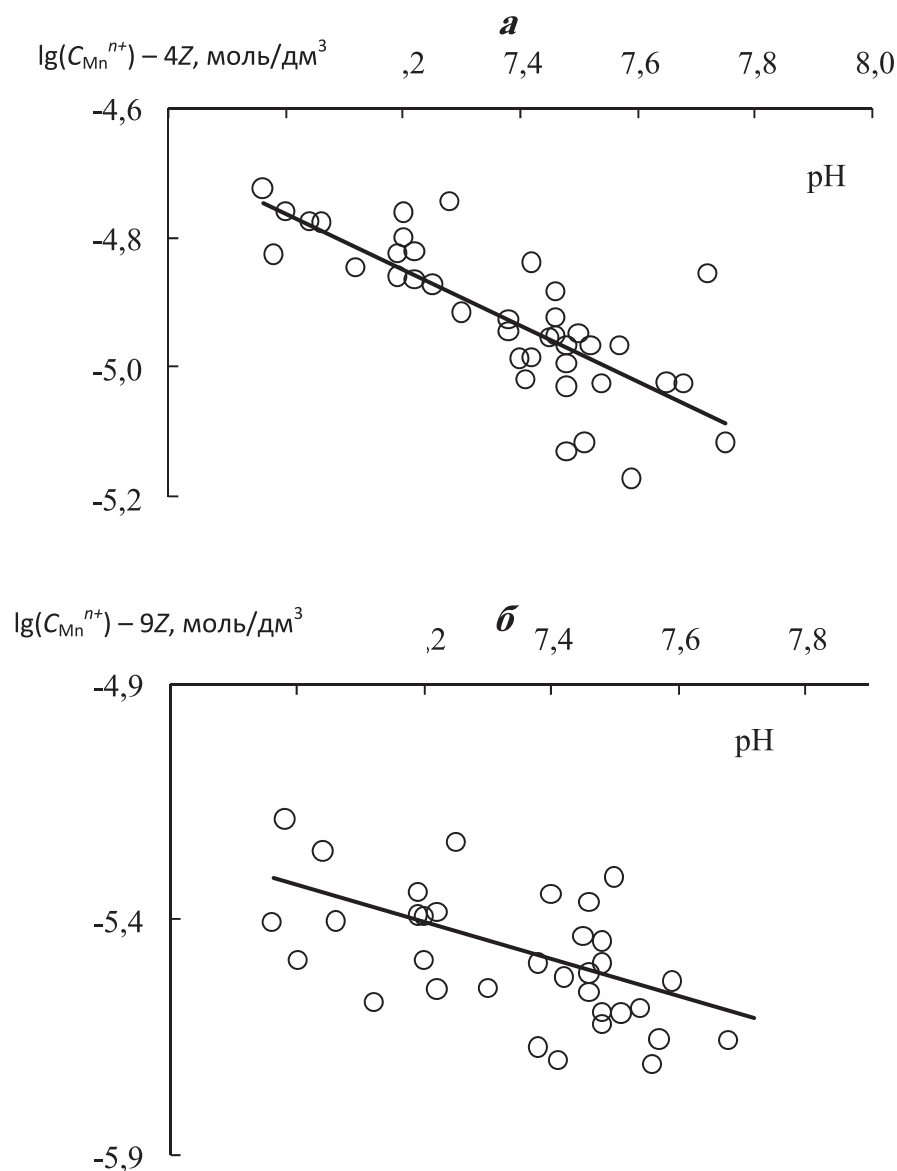 а
lg(C_Mn^n+) – 4Z, моль/дм³ ,2 7,4 7,6 7,8 8,0
-4,6
pH
-4,8
-5,0
-5,2
lg(C_Mn^n+) – 9Z, моль/дм³ ,2 б 7,4 7,6 7,8
-4,9
pH
-5,4
-5,9